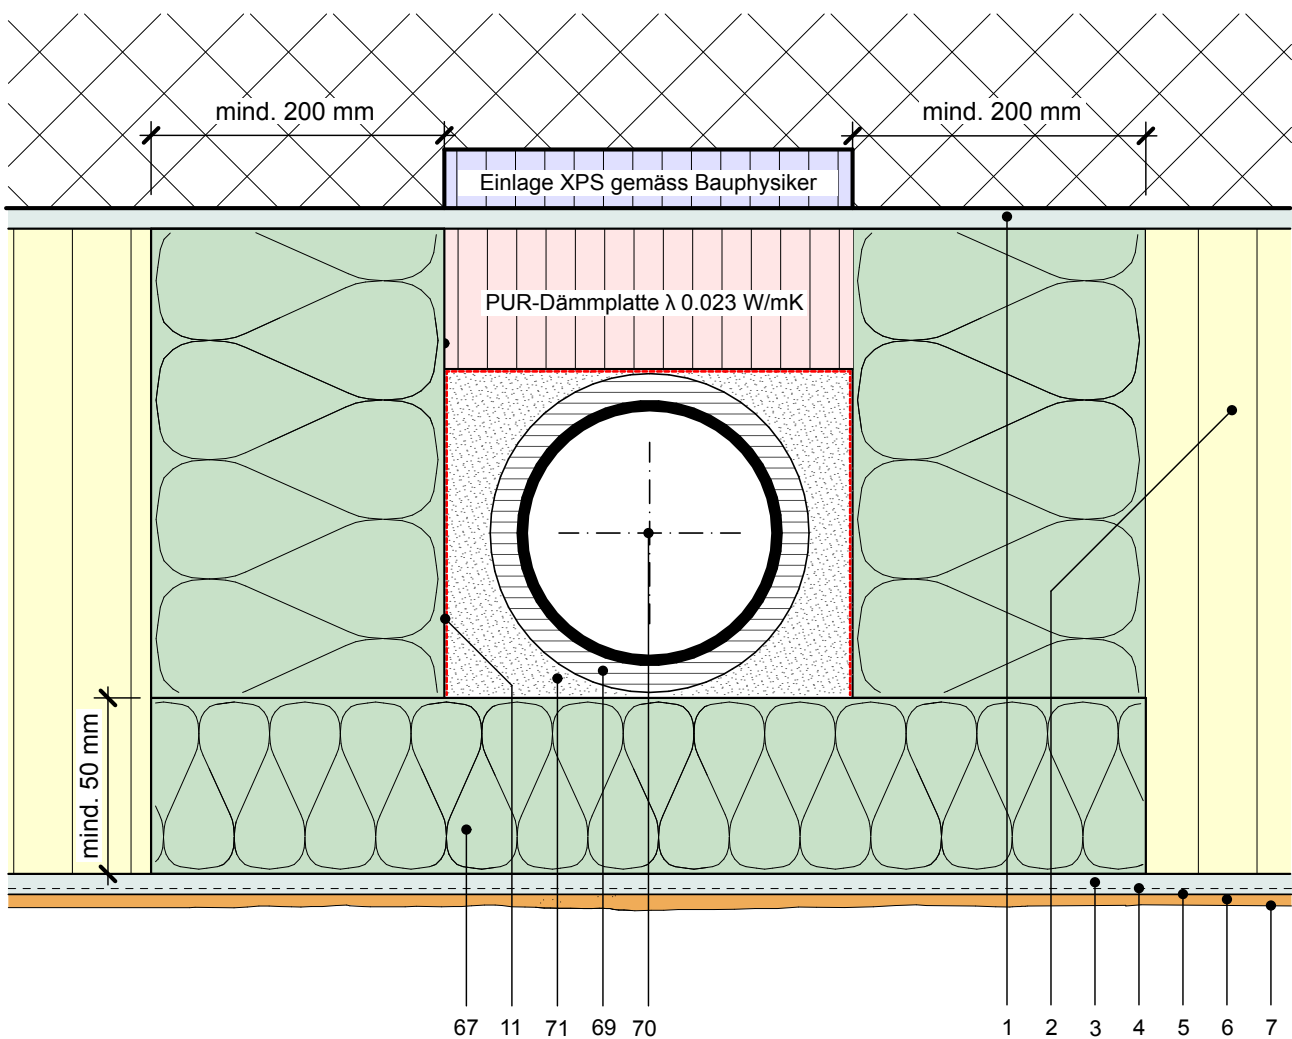 mind. 200 mm
mind. 200 mm
Einlage XPS gemäss Bauphysiker
PUR-Dämmplatte λ 0.023 W/mK
mind. 50 mm
67 11 71 69 70 1 2 3 4 5 6 7